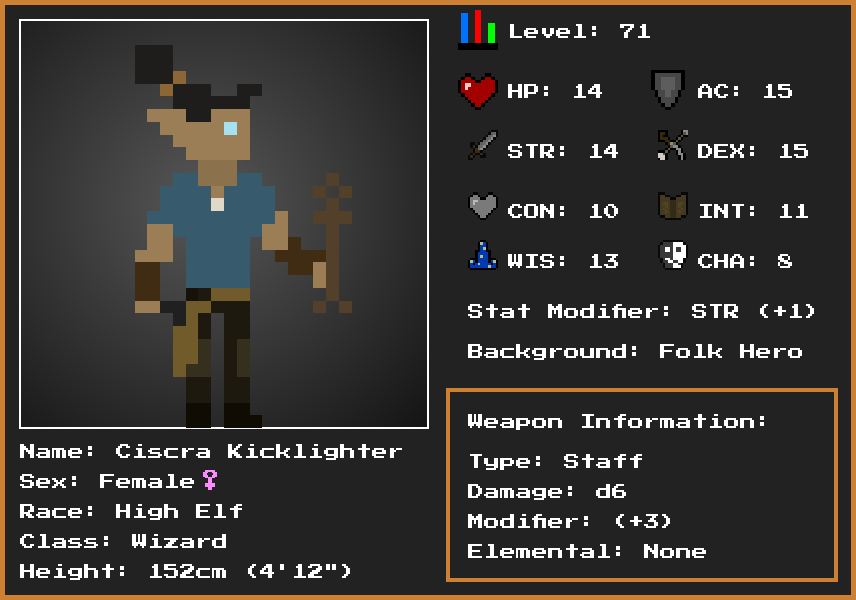 Level: 71
HP: 14
AC: 15
STR: 14
DEX: 15
CON: 10
INT: 11
WIS: 13
CHA: 8
Stat Modifier: STR (+1)
Background: Folk Hero
Weapon Information:
Type: Staff
Damage: d6
Modifier: (+3)
Elemental: None
Name: Ciscra Kicklighter
Sex: Female♀
Race: High Elf
Class: Wizard
Height: 152cm (4'12")